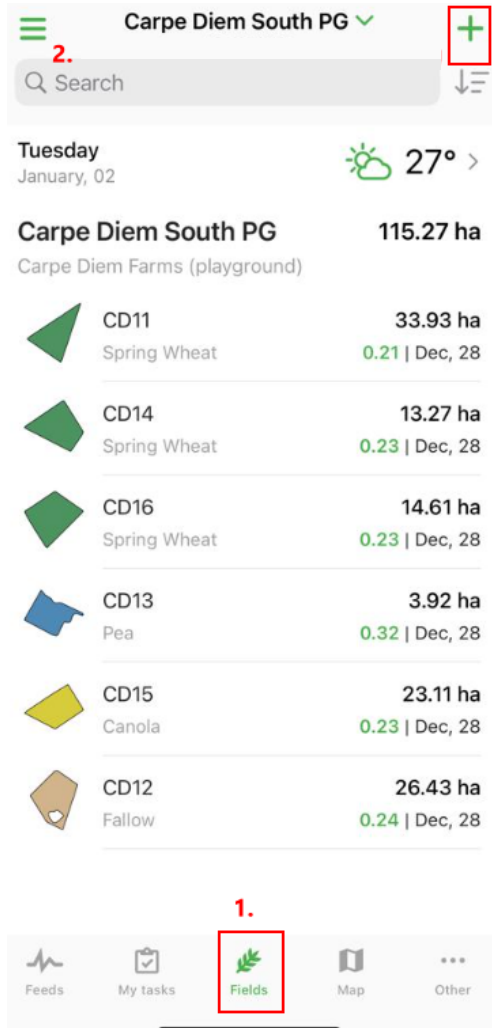 Carpe Diem South PG
2.
Search
Tuesday
January, 02
27°
Carpe Diem South PG 115.27 ha
Carpe Diem Farms (playground)
CD11 33.93 ha
Spring Wheat 0.21 | Dec, 28
CD14 13.27 ha
Spring Wheat 0.23 | Dec, 28
CD16 14.61 ha
Spring Wheat 0.23 | Dec, 28
CD13 3.92 ha
Pea 0.32 | Dec, 28
CD15 23.11 ha
Canola 0.23 | Dec, 28
CD12 26.43 ha
Fallow 0.24 | Dec, 28
1.
Feeds My tasks Fields Map Other